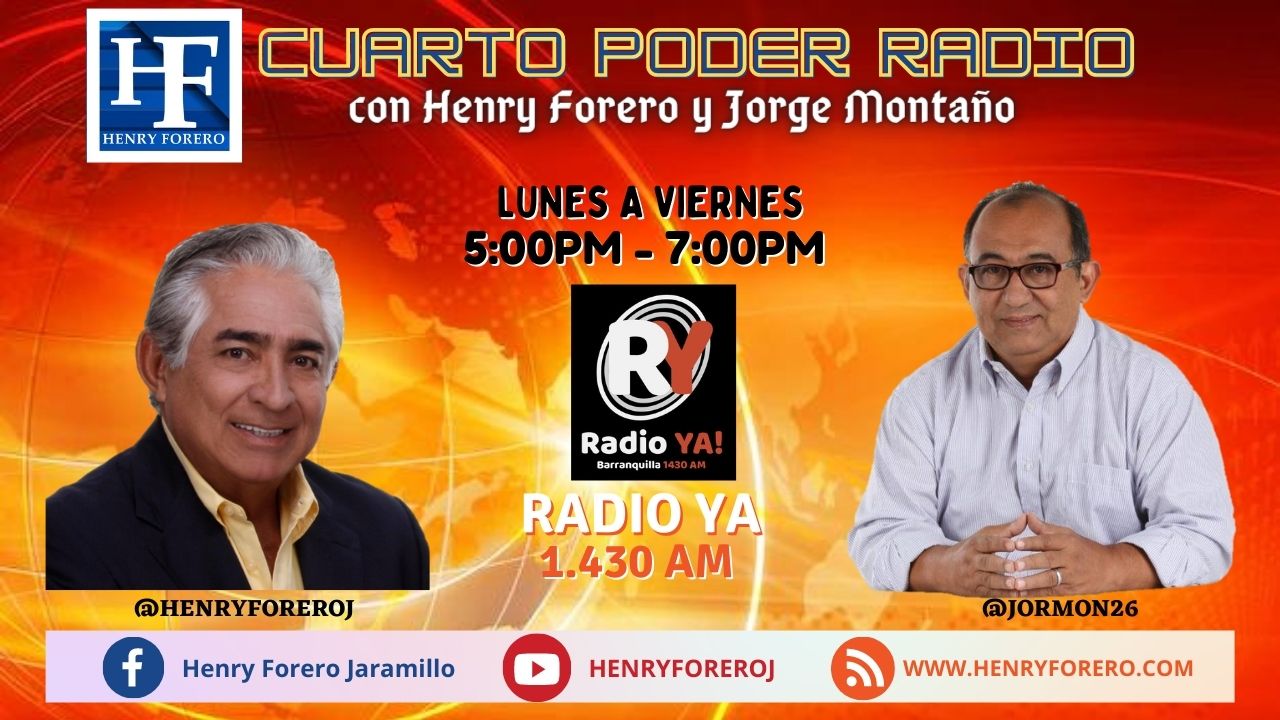 HF
HENRY FORERO
CUARTO PODER RADIO
con Henry Forero y Jorge Montaño
LUNES A VIERNES
5:00PM - 7:00PM
RY
Radio YA!
Barranquilla 1430 AM
RADIO YA
1.430 AM
@HENRYFOREROJ
@JORMON26
Henry Forero Jaramillo
HENRYFOREROJ
WWW.HENRYFORERO.COM